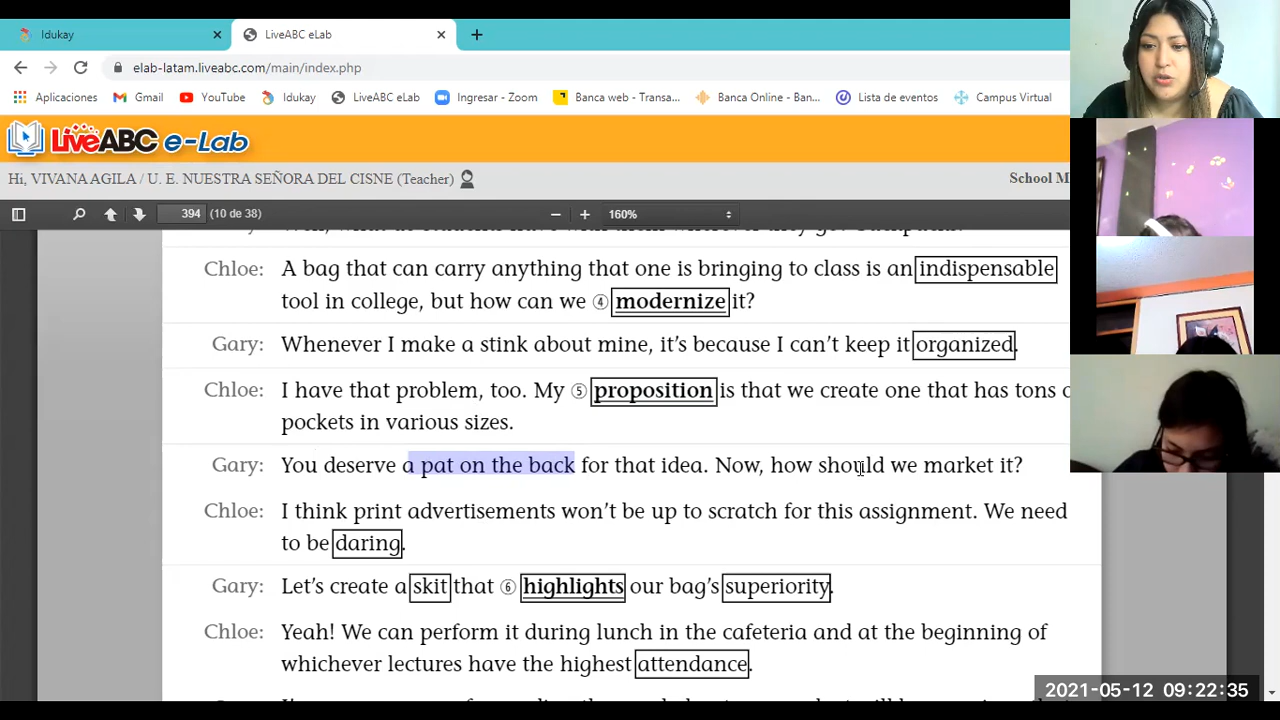 Idukay
LiveABC eLab
elab-latam.liveabc.com/main/index.php
Aplicaciones Gmail YouTube Idukay LiveABC eLab Ingresar - Zoom Banca web - Transa... Banca Online - Ban... Lista de eventos Campus Virtual
LiveABC e-Lab
Hi, VIVANA AGILA / U. E. NUESTRA SEÑORA DEL CISNE (Teacher) School M
394 (10 de 38) 160%
Chloe: A bag that can carry anything that one is bringing to class is an indispensable
tool in college, but how can we ④ modernize it?
Gary: Whenever I make a stink about mine, it's because I can't keep it organized.
Chloe: I have that problem, too. My ⑤ proposition is that we create one that has tons
pockets in various sizes.
Gary: You deserve a pat on the back for that idea. Now, how should we market it?
Chloe: I think print advertisements won't be up to scratch for this assignment. We need
to be daring.
Gary: Let's create a skit that ⑥ highlights our bag's superiority.
Chloe: Yeah! We can perform it during lunch in the cafeteria and at the beginning of
whichever lectures have the highest attendance.
2021-05-12 09:22:35